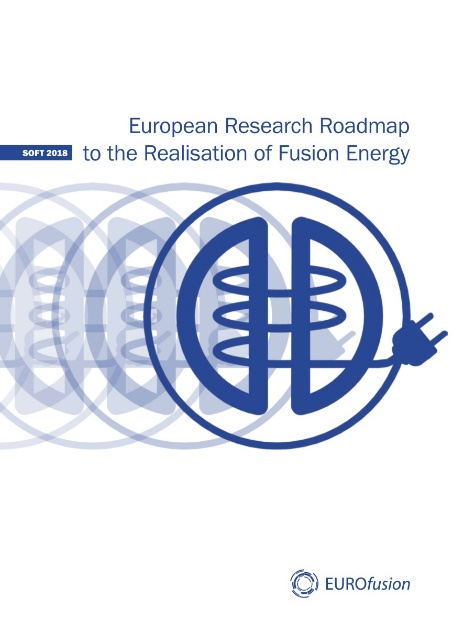 European Research Roadmap
SOFT 2018
to the Realisation of Fusion Energy
EUROfusion